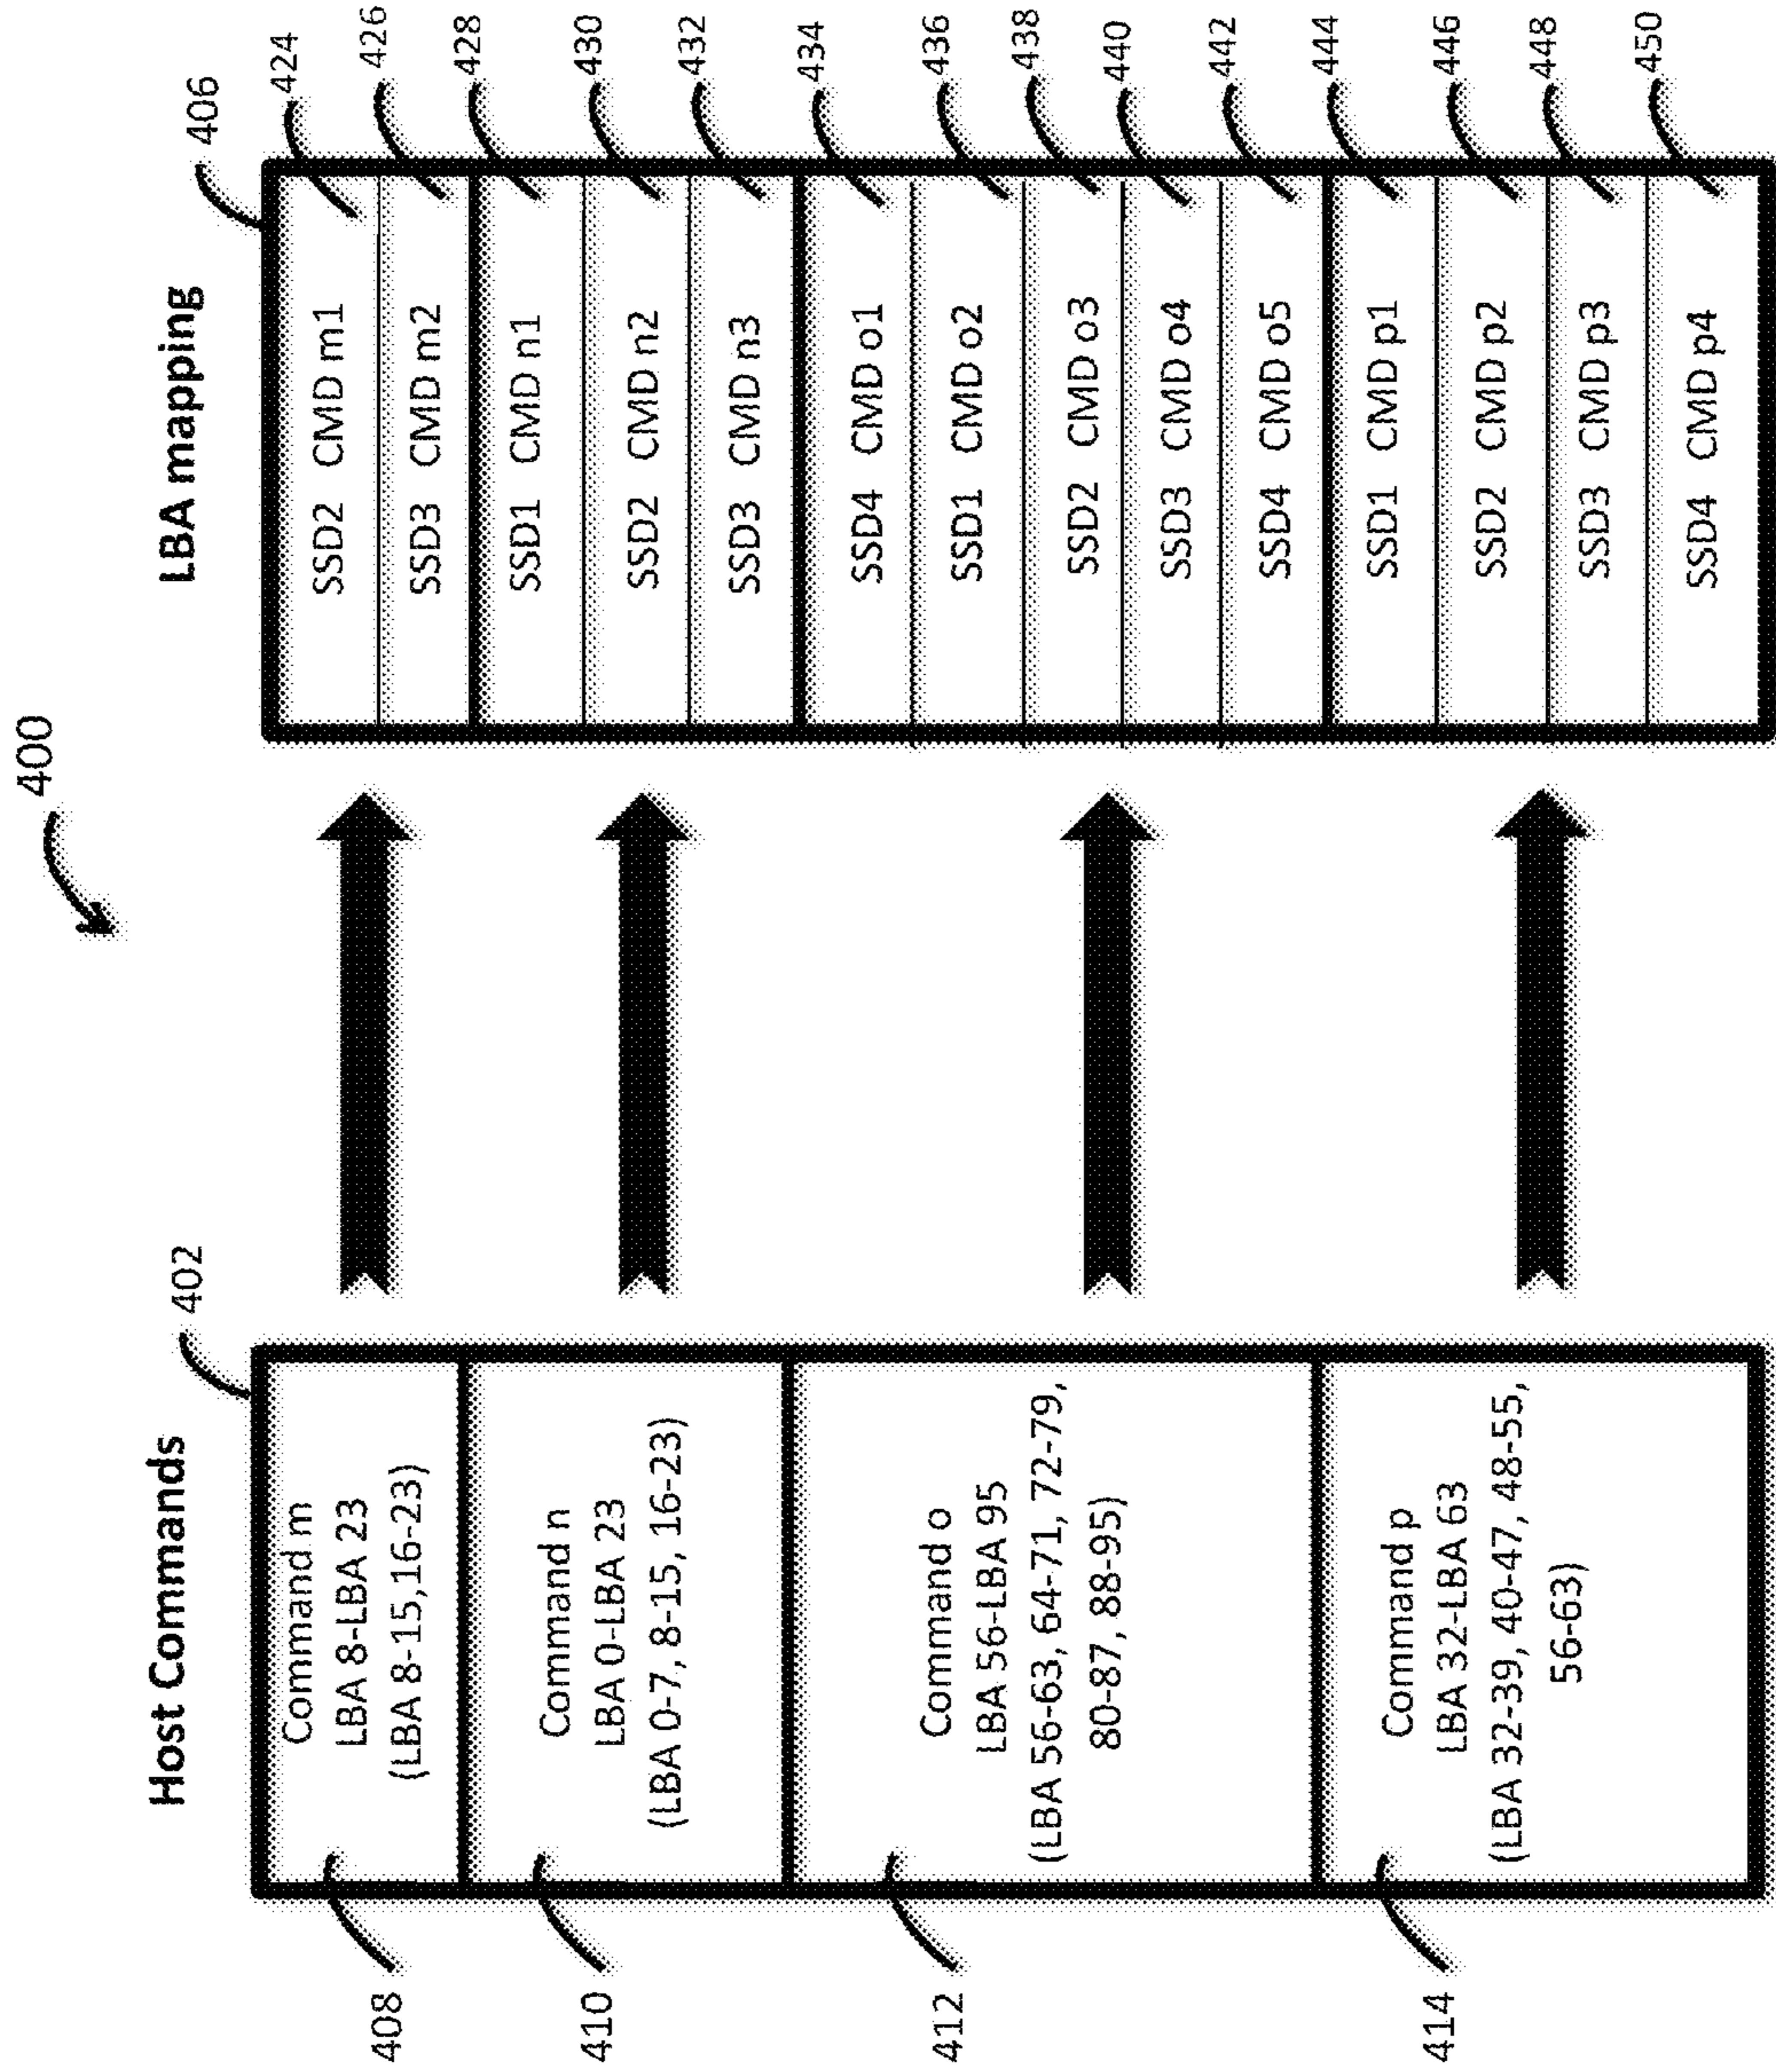 400
Host Commands
402
408
Command m
LBA 8-LBA 23
(LBA 8-15,16-23)
410
Command n
LBA 0-LBA 23
(LBA 0-7, 8-15, 16-23)
412
Command o
LBA 56-LBA 95
(LBA 56-63, 64-71, 72-79,
80-87, 88-95)
414
Command p
LBA 32-LBA 63
(LBA 32-39, 40-47, 48-55,
56-63)
LBA mapping
406
SSD2 CMD m1
424
SSD3 CMD m2
426
SSD1 CMD n1
428
SSD2 CMD n2
430
SSD3 CMD n3
432
SSD4 CMD o1
434
SSD1 CMD o2
436
SSD2 CMD o3
438
SSD3 CMD o4
440
SSD4 CMD o5
442
SSD1 CMD p1
444
SSD2 CMD p2
446
SSD3 CMD p3
448
SSD4 CMD p4
450